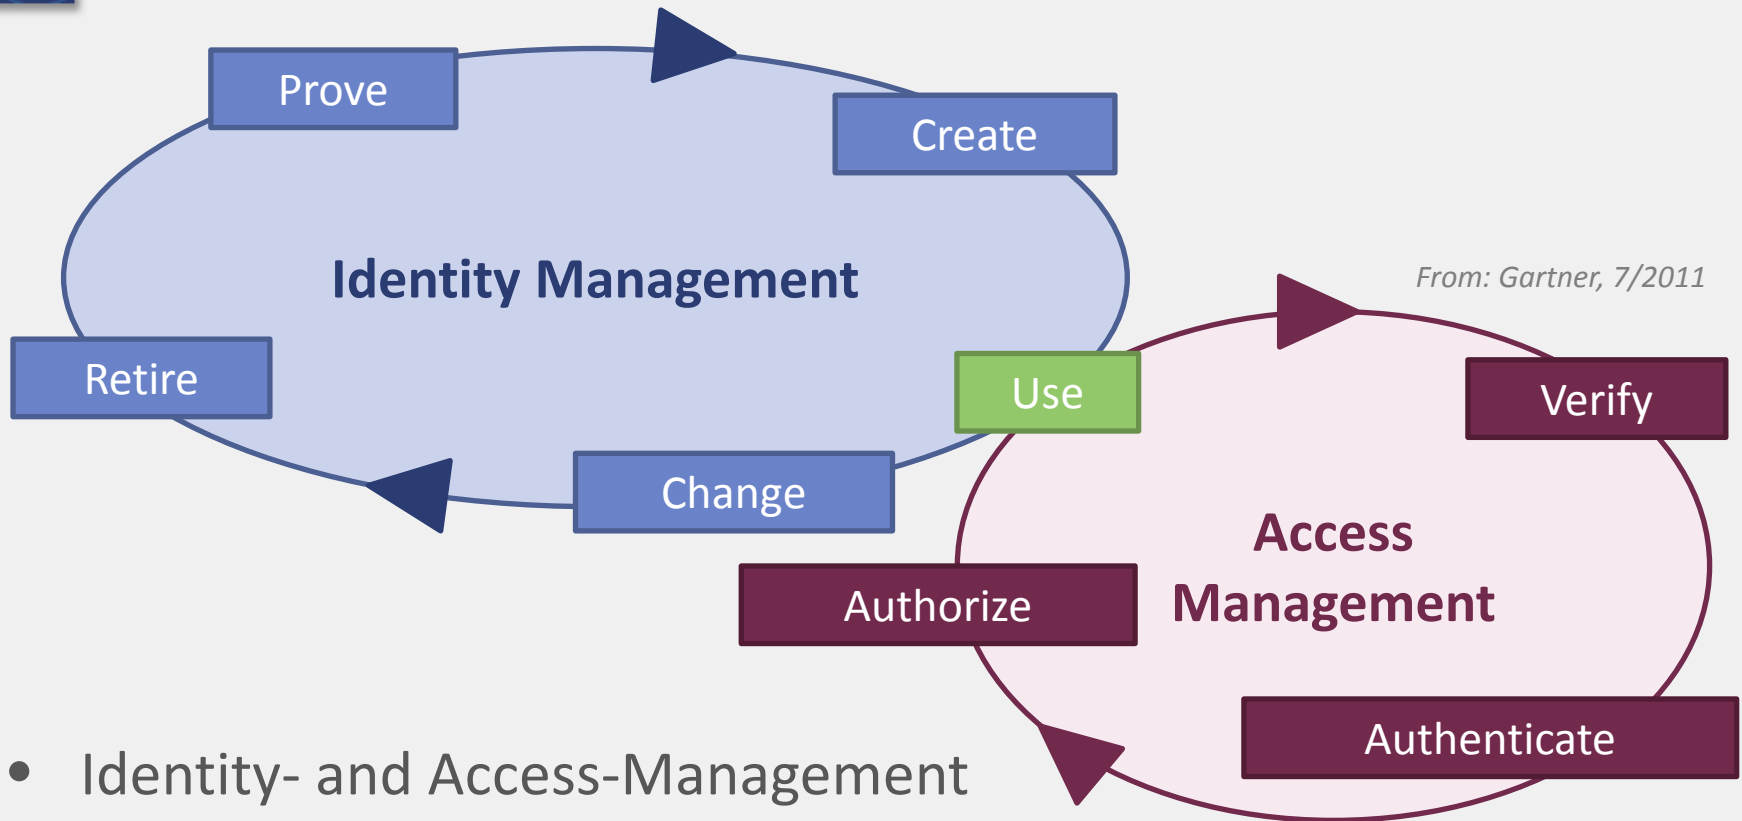 Prove
Create
Identity Management
From: Gartner, 7/2011
Retire
Use
Verify
Change
Access
Management
Authorize
Authenticate
• Identity- and Access-Management